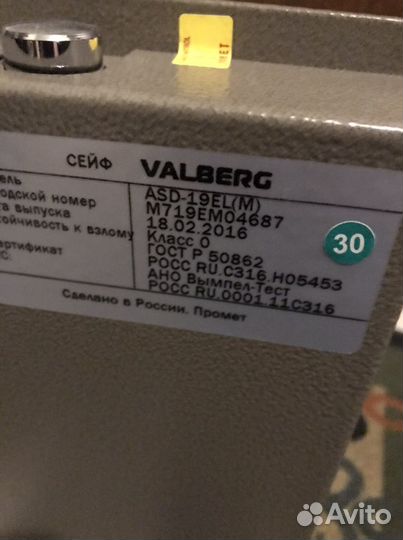 СЕЙФ VALBERG
ель ASD-19EL(M)
одской номер M719EM04687
та выпуска 18.02.2016
ойчивость к взлому Класс 0
ГОСТ Р 50862
ертификат РОСС RU.C316.H05453
С: АНО Вымпел-Тест
РОСС RU.0001.11C316
Сделано в России. Промет
30
Avito